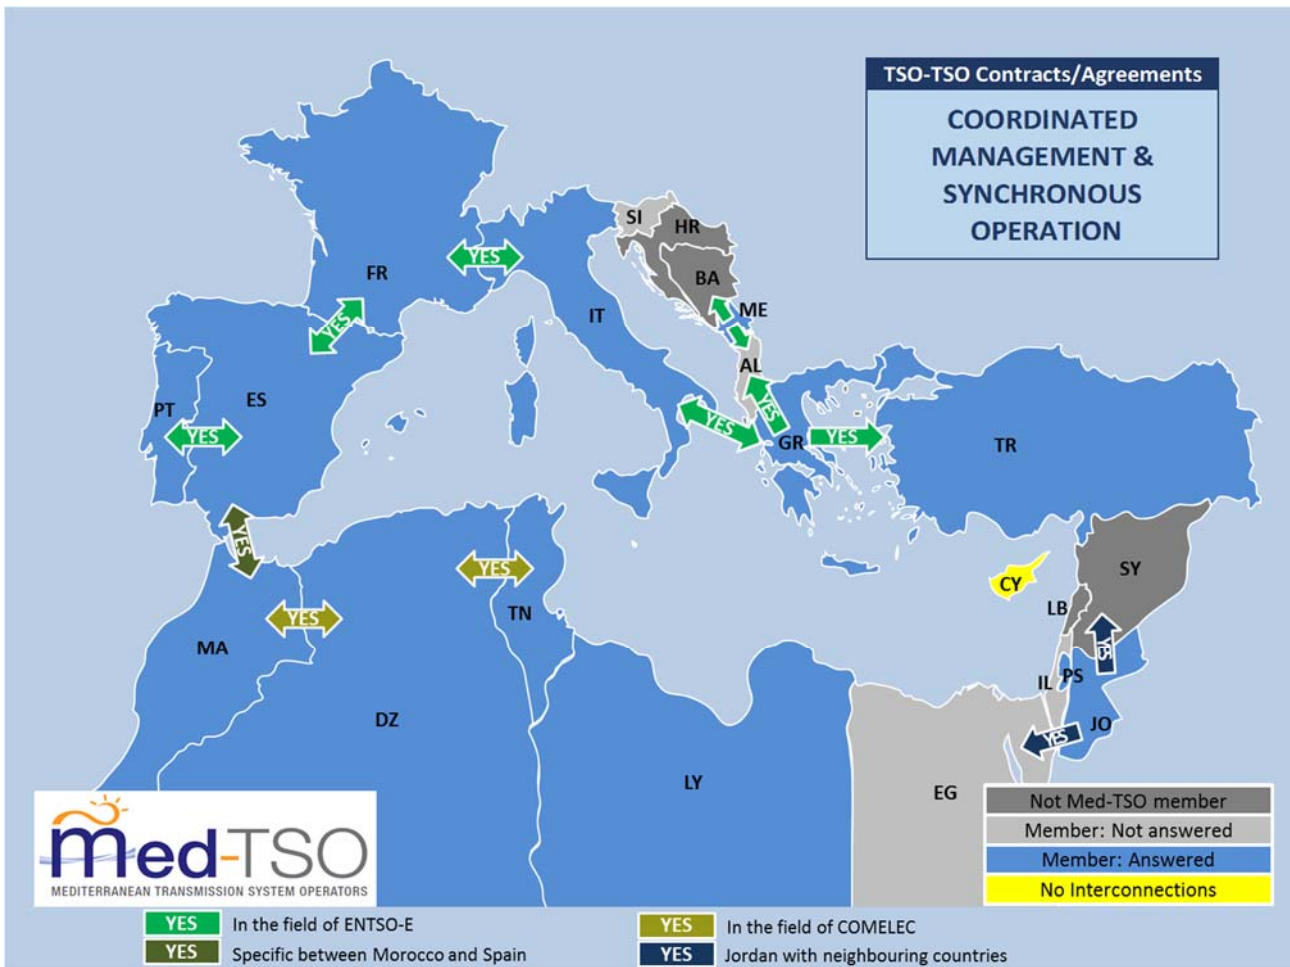 TSO-TSO Contracts/Agreements
COORDINATED
MANAGEMENT &
SYNCHRONOUS
OPERATION
SI
HR
BA
YES
FR
ME
IT
YES
AL
ES
PT
YES
YES
YES
YES
GR
TR
YES
YES
SY
CY
LB
TN
YES
MA
YES
PS
IL
DZ
JO
YES
LY
EG
Not Med-TSO member
Member: Not answered
Member: Answered
No Interconnections
med-TSO
MEDITERRANEAN TRANSMISSION SYSTEM OPERATORS
YES In the field of ENTSO-E
YES In the field of COMELEC
YES Specific between Morocco and Spain
YES Jordan with neighbouring countries